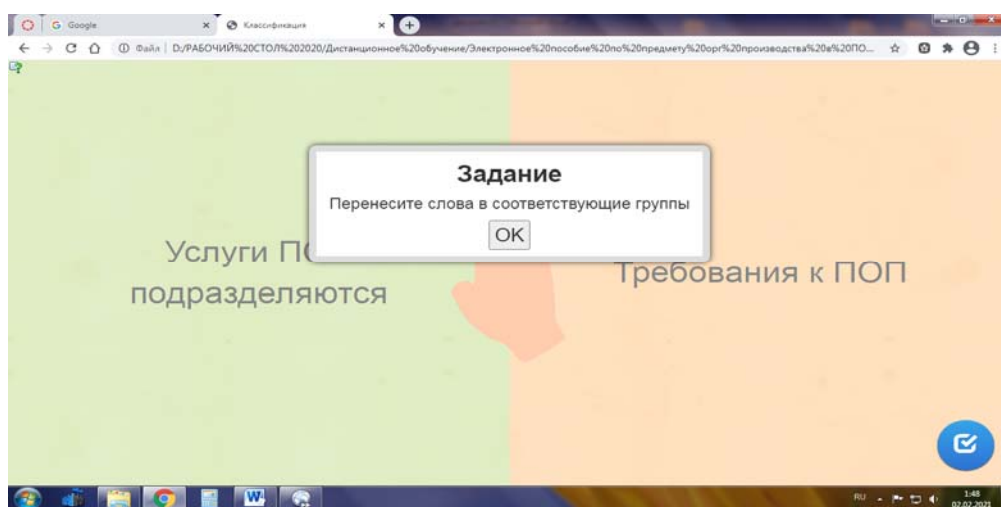 Google
Классификация
Файл | D:/РАБОЧИЙ%20СТОЛ%202020/Дистанционное%20обучение/Электронное%20пособие%20по%20предмету%20орг%20производства%20в%20ПО...
Задание
Перенесите слова в соответствующие группы
OK
Услуги ПО
подразделяются
Требования к ПОП
RU
1:48
02.02.2021